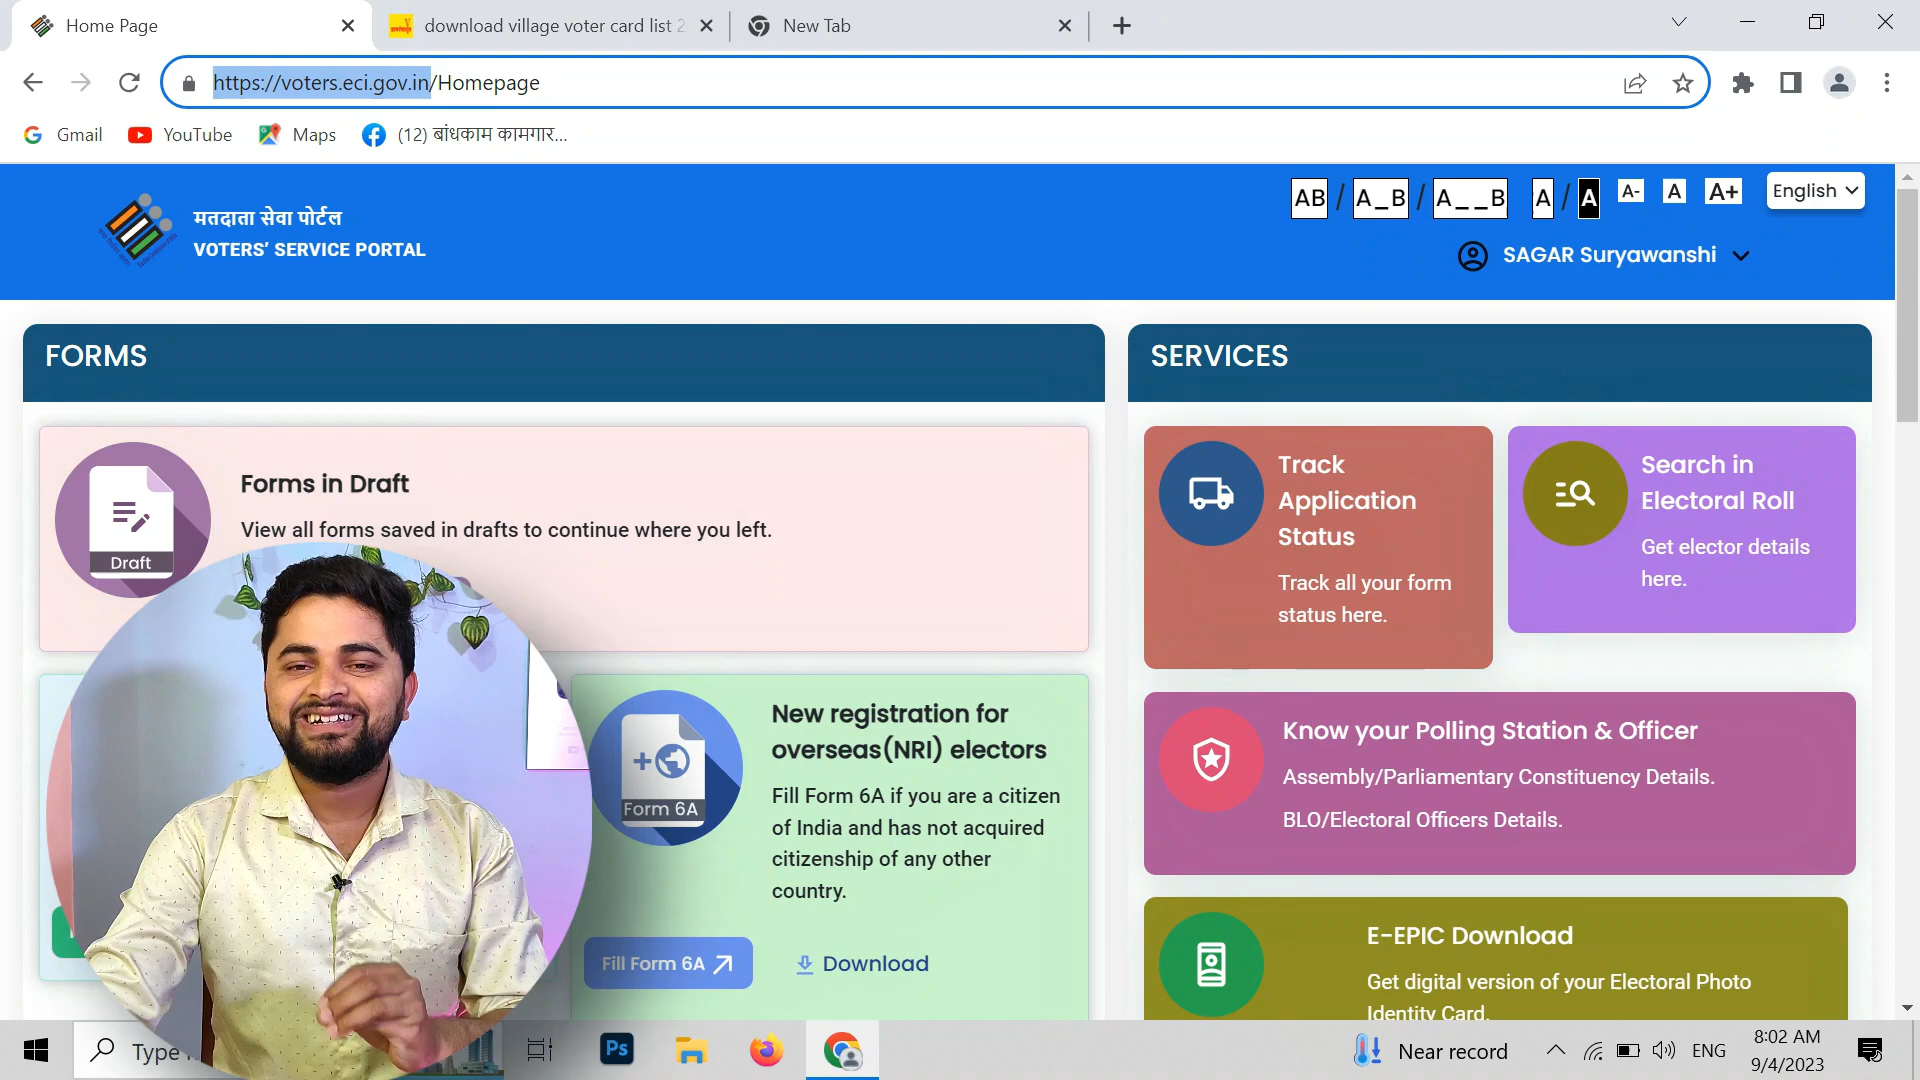 Home Page
download village voter card list 2
New Tab
https://voters.eci.gov.in/Homepage
Gmail
YouTube
Maps
(12) बांधकाम कामगार...
मतदाता सेवा पोर्टल
VOTERS' SERVICE PORTAL
AB / A_B / A__B A / A A- A A+ English
SAGAR Suryawanshi
FORMS
Draft
Forms in Draft
View all forms saved in drafts to continue where you left.
Form 6A
New registration for
overseas(NRI) electors
Fill Form 6A if you are a citizen
of India and has not acquired
citizenship of any other
country.
Fill Form 6A
Download
SERVICES
Track
Application
Status
Track all your form
status here.
Search in
Electoral Roll
Get elector details
here.
Know your Polling Station & Officer
Assembly/Parliamentary Constituency Details.
BLO/Electoral Officers Details.
E-EPIC Download
Get digital version of your Electoral Photo
Identity Card.
Type
Ps
Near record
ENG
8:02 AM
9/4/2023